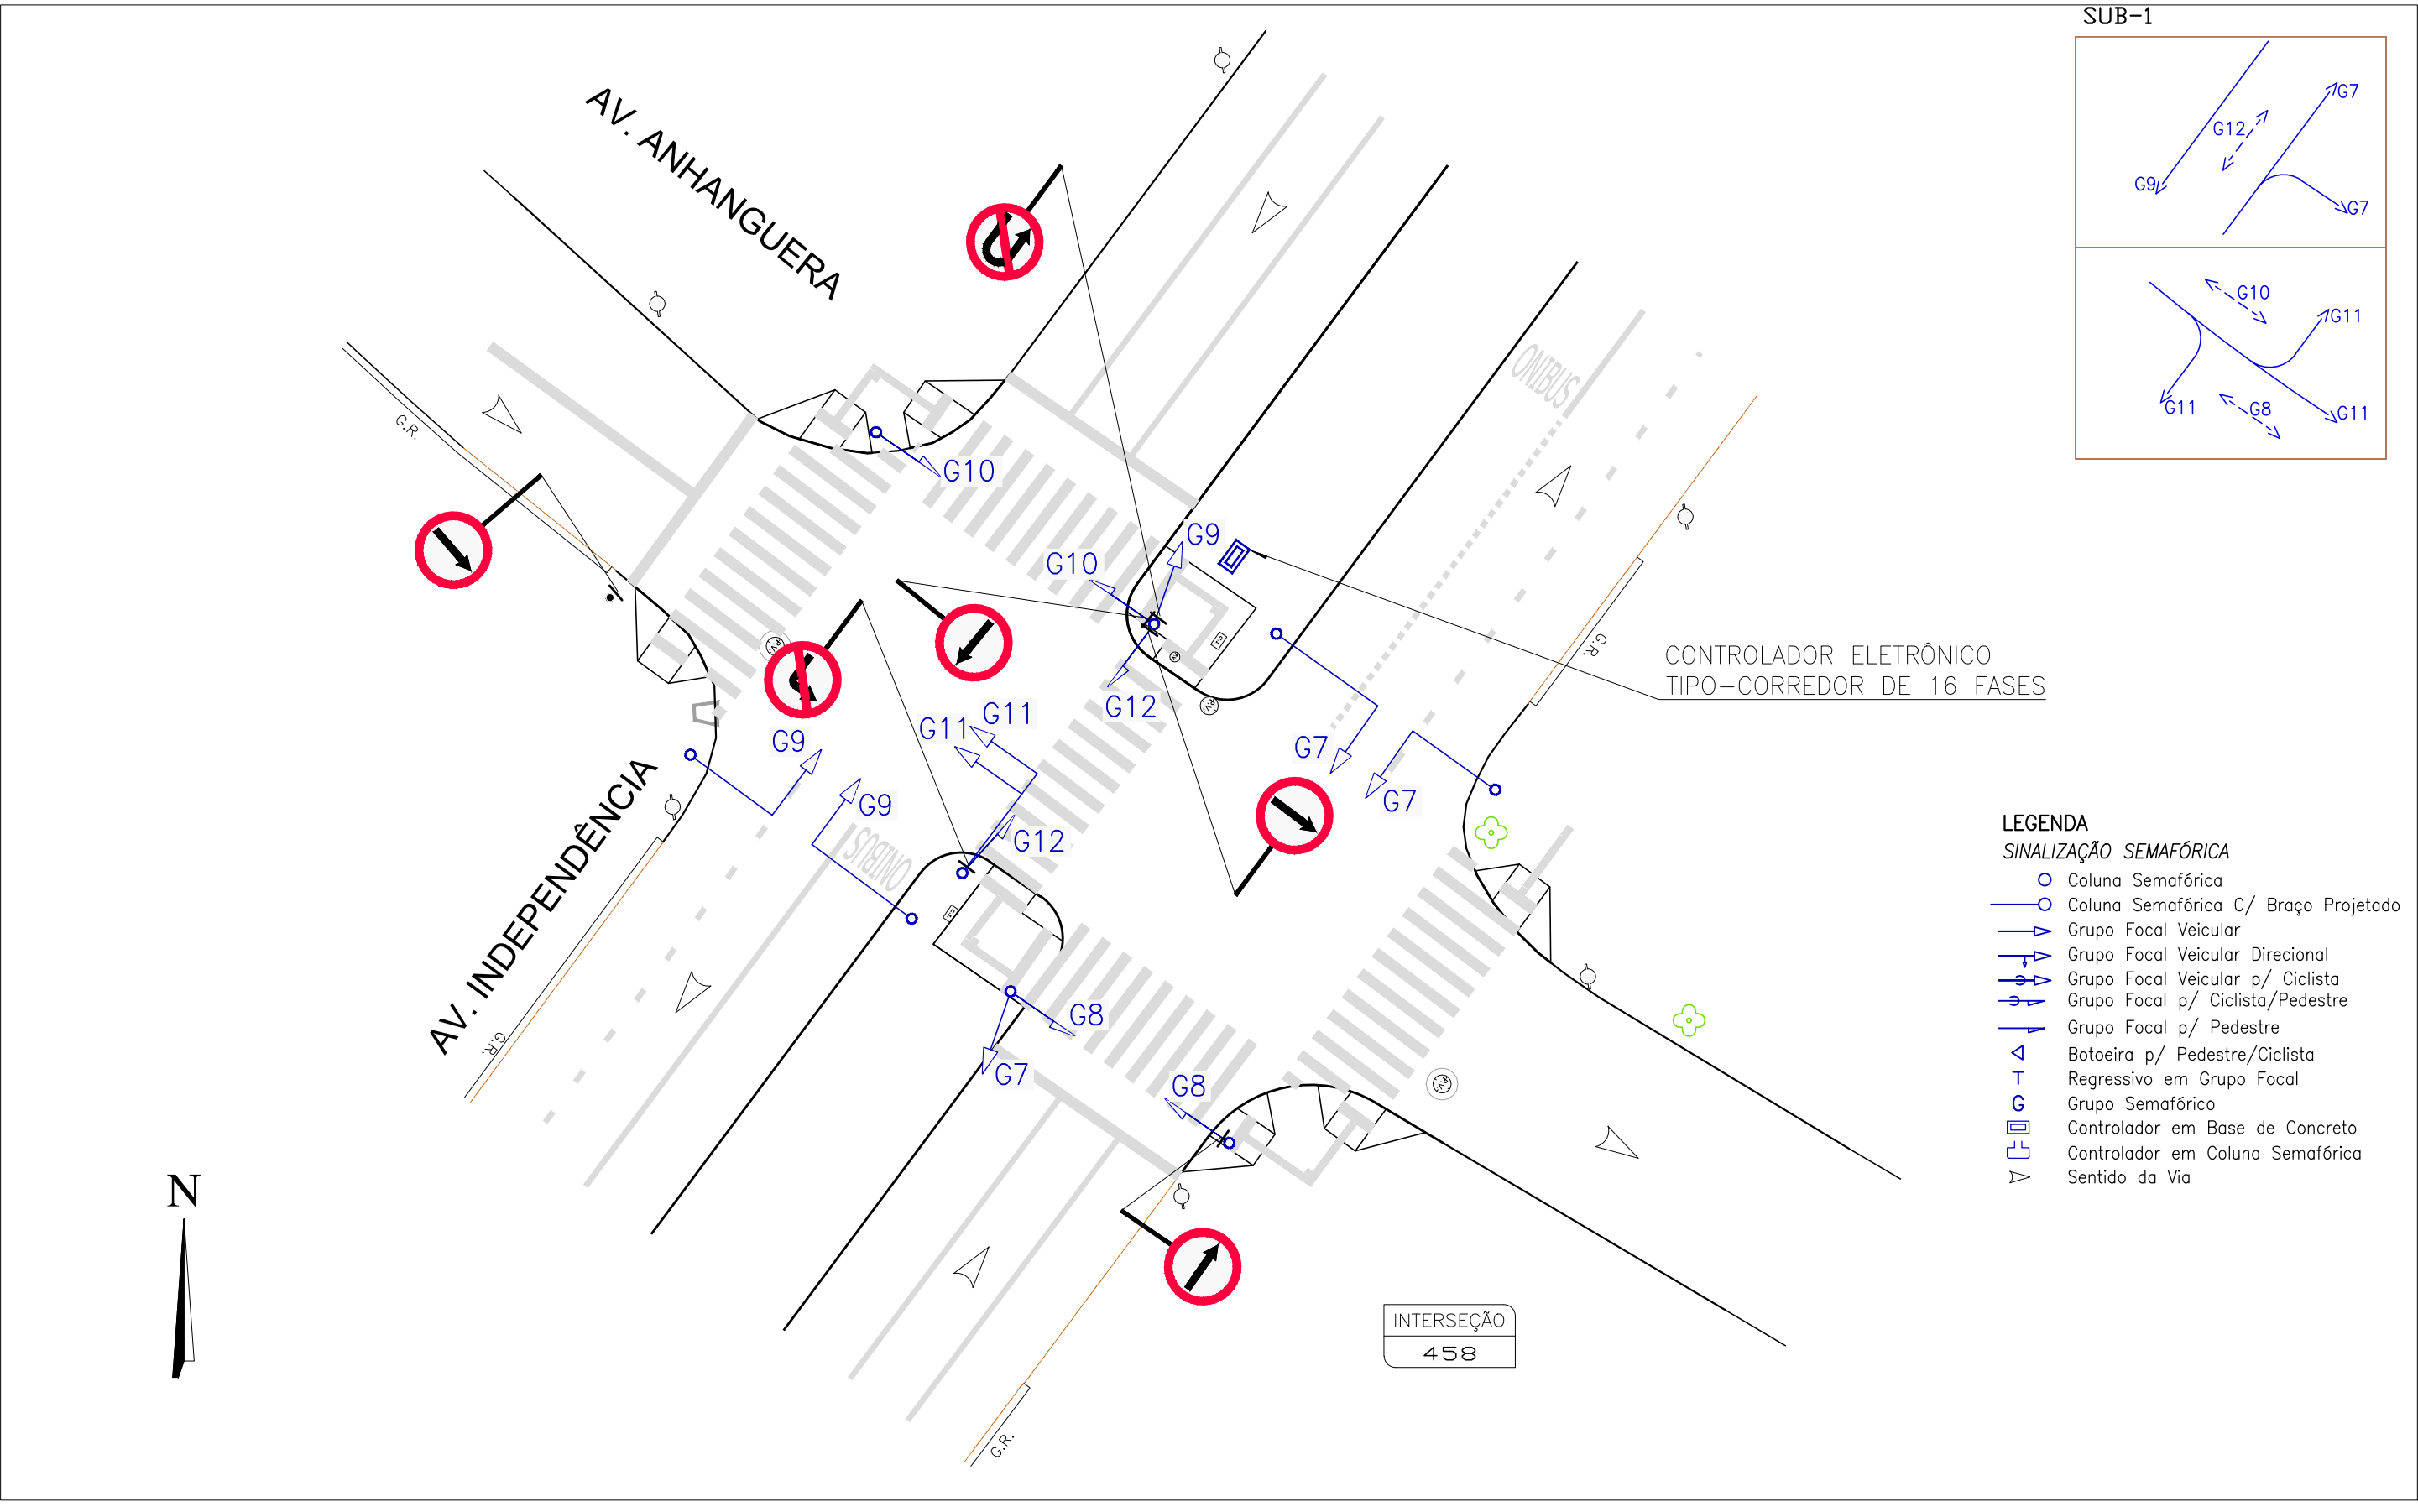 SUB-1
G7
G12
G9
G7
G10
G11
G11
G8
G11
AV. ANHANGUERA
ONIBUS
G.R.
G10
G9
G10
G.R.
CONTROLADOR ELETRÔNICO
TIPO-CORREDOR DE 16 FASES
P.V.
G12
P.V.
G11
G11
G9
G7
G7
G9
G12
ONIBUS
AV. INDEPENDÊNCIA
G.R.
G8
G7
G8
P.V.
G.R.
LEGENDA
SINALIZAÇÃO SEMAFÓRICA
Coluna Semafórica
Coluna Semafórica C/ Braço Projetado
Grupo Focal Veicular
Grupo Focal Veicular Direcional
Grupo Focal Veicular p/ Ciclista
Grupo Focal p/ Ciclista/Pedestre
Grupo Focal p/ Pedestre
Botoeira p/ Pedestre/Ciclista
T Regressivo em Grupo Focal
G Grupo Semafórico
Controlador em Base de Concreto
Controlador em Coluna Semafórica
Sentido da Via
N
INTERSEÇÃO
458